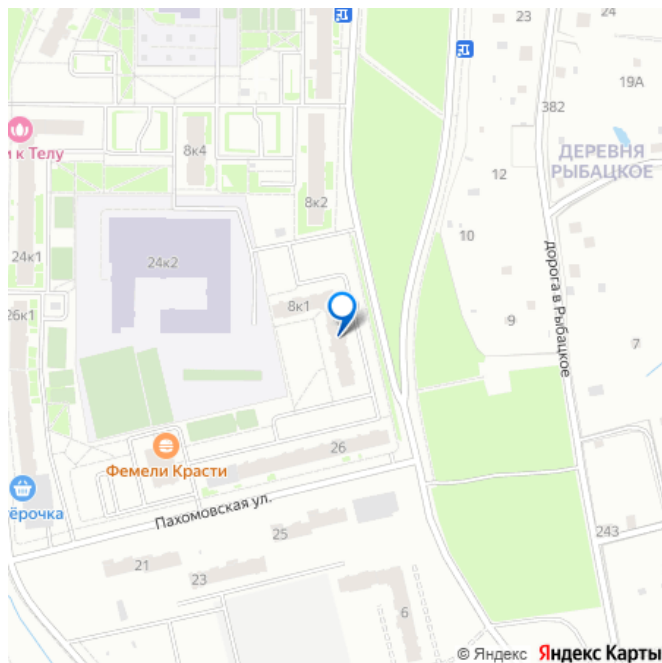 23
24
19А
382
ДЕРЕВНЯ
РЫБАЦКОЕ
и к Телу
8к4
12
8к2
10
24к1
24к2
дорога в Рыбацкое
8к1
26к1
9
7
26
Фемели Красти
ёрочка
Пахомовская ул.
25
243
21
23
6
© Яндекс Яндекс Карты